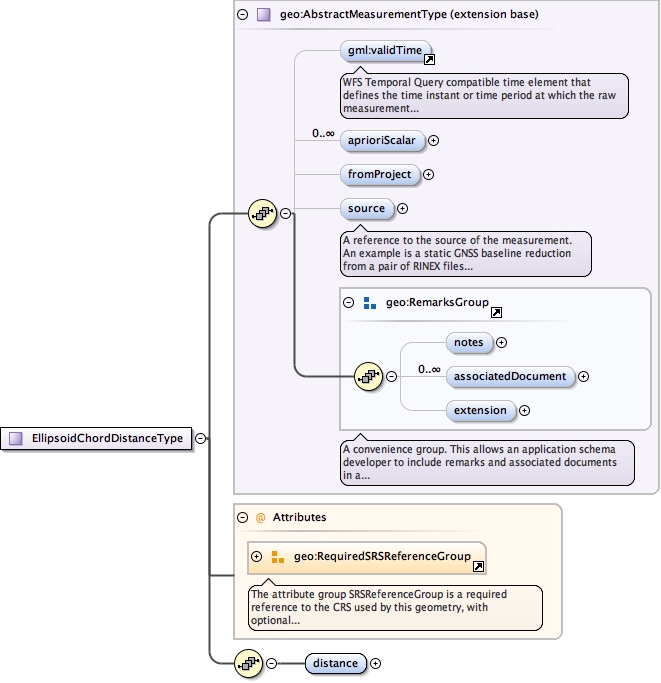 geo:AbstractMeasurementType (extension base)
gml:validTime
WFS Temporal Query compatible time element that
defines the time instant or time period at which the raw
measurement...
0..∞
aprioriScalar
fromProject
source
A reference to the source of the measurement.
An example is a static GNSS baseline reduction
from a pair of RINEX files...
geo:RemarksGroup
notes
0..∞
associatedDocument
extension
A convenience group. This allows an application schema
developer to include remarks and associated documents
in a...
EllipsoidChordDistanceType
@ Attributes
geo:RequiredSRSReferenceGroup
The attribute group SRSReferenceGroup is a required
reference to the CRS used by this geometry, with
optional...
distance